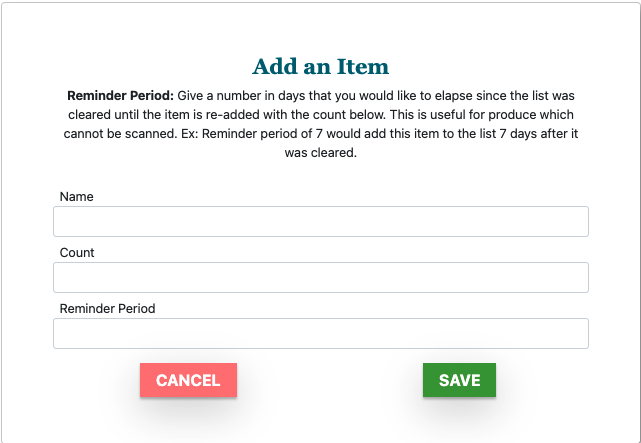 Add an Item
Reminder Period: Give a number in days that you would like to elapse since the list was
cleared until the item is re-added with the count below. This is useful for produce which
cannot be scanned. Ex: Reminder period of 7 would add this item to the list 7 days after it
was cleared.
Name
Count
Reminder Period
CANCEL
SAVE